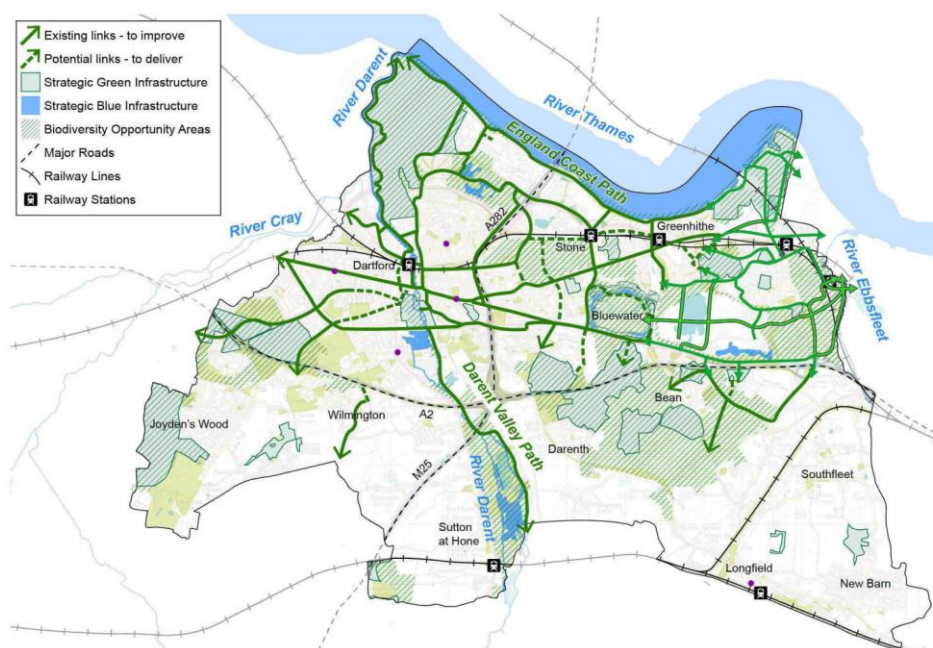 Existing links - to improve
Potential links - to deliver
Strategic Green Infrastructure
Strategic Blue Infrastructure
Biodiversity Opportunity Areas
Major Roads
Railway Lines
Railway Stations
River Darent
River Thames
England Coast Path
A282
River Cray
Greenhithe
Stone
Dartford
River Ebbsfleet
Bluewater
Darent Valley Path
Bean
Joyden's Wood
Wilmington
A2
Darenth
M25
River Darent
Southfleet
Sutton
at Hone
Longfield
New Barn